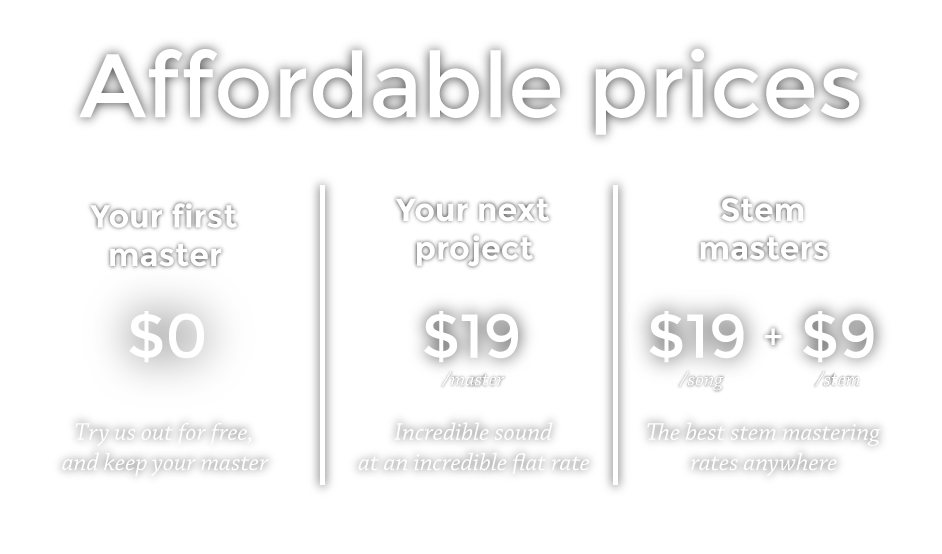 Affordable prices
Your first
master
$0
Try us out for free,
and keep your master
Your next
project
$19
/master
Incredible sound
at an incredible flat rate
Stem
masters
$19 + $9
/song /stem
The best stem mastering
rates anywhere